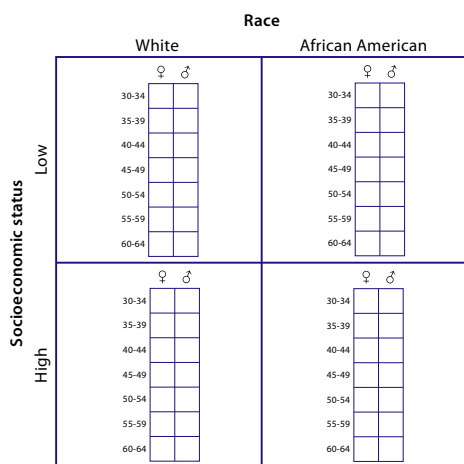 Race
White African American
Socioeconomic status
Low
♀ ♂ ♀ ♂
30-34 30-34
35-39 35-39
40-44 40-44
45-49 45-49
50-54 50-54
55-59 55-59
60-64 60-64
High
♀ ♂ ♀ ♂
30-34 30-34
35-39 35-39
40-44 40-44
45-49 45-49
50-54 50-54
55-59 55-59
60-64 60-64